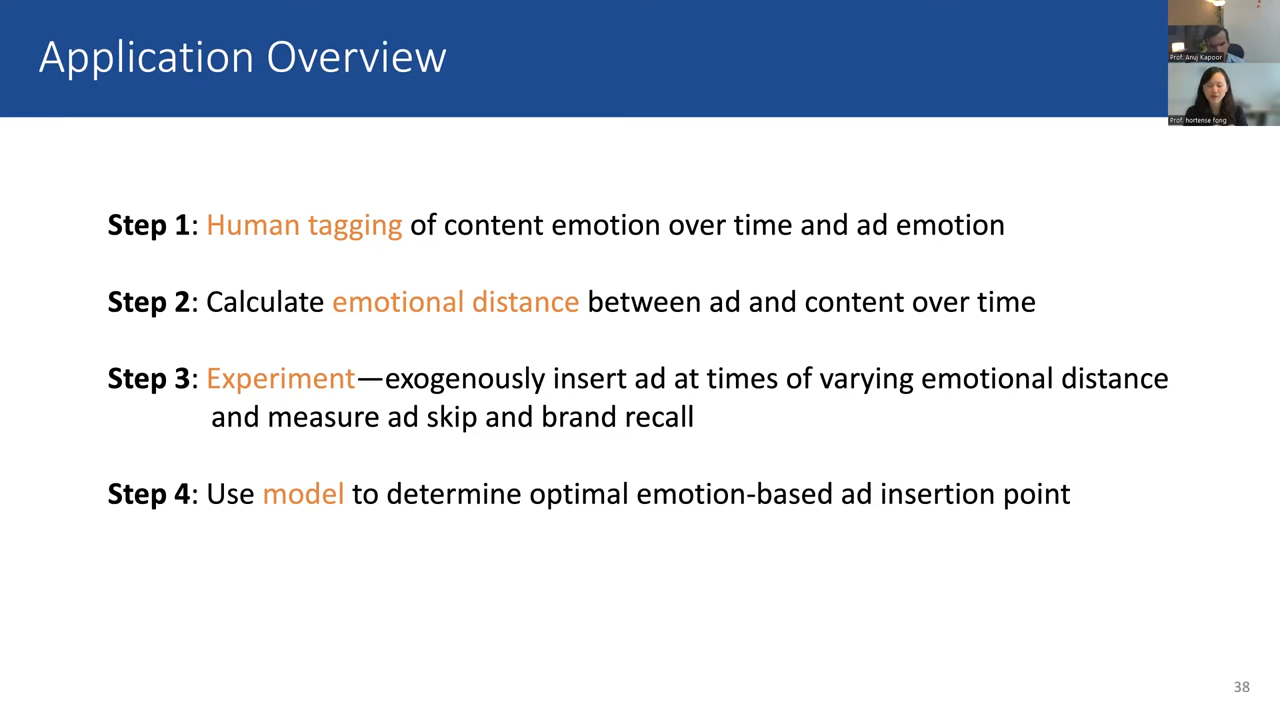 Application Overview
Prof. Anuj Kapoor
Prof. hortense fong
Step 1: Human tagging of content emotion over time and ad emotion
Step 2: Calculate emotional distance between ad and content over time
Step 3: Experiment—exogenously insert ad at times of varying emotional distance
and measure ad skip and brand recall
Step 4: Use model to determine optimal emotion-based ad insertion point
38